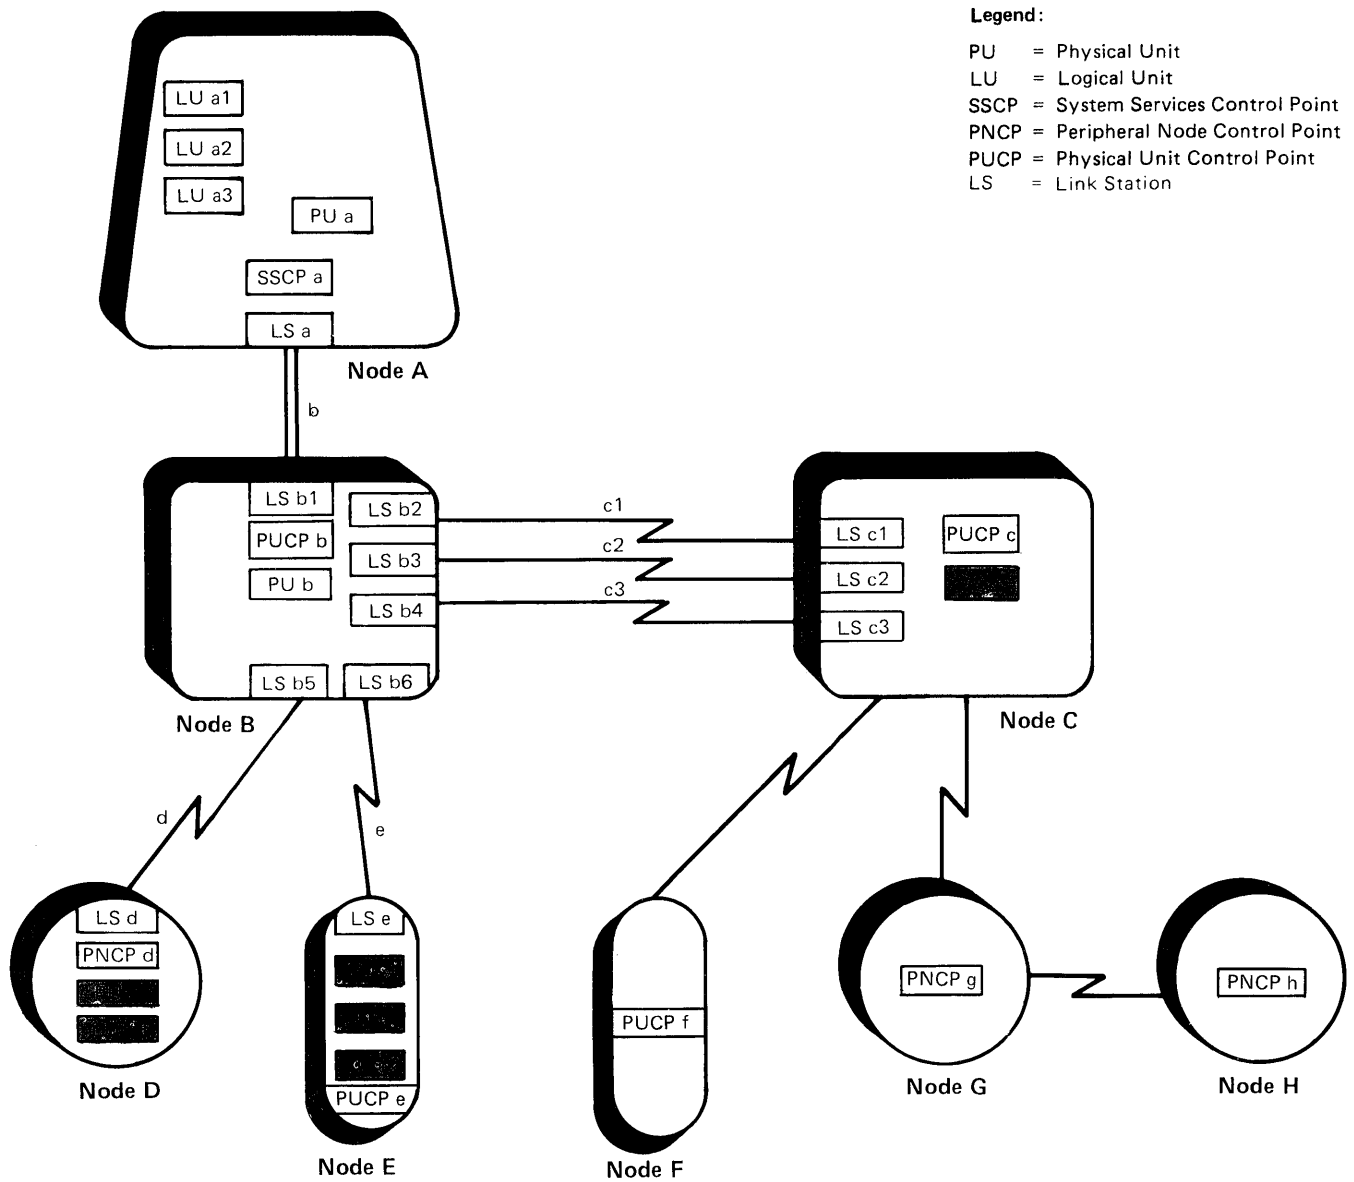 Legend:
PU = Physical Unit
LU = Logical Unit
SSCP = System Services Control Point
PNCP = Peripheral Node Control Point
PUCP = Physical Unit Control Point
LS = Link Station
LU a1
LU a2
LU a3
PU a
SSCP a
LS a
Node A
b
LS b1
PUCP b
PU b
LS b2
LS b3
LS b4
LS b5
LS b6
Node B
c1
c2
c3
LS c1
LS c2
LS c3
PUCP c
Node C
d
e
LS d
PNCP d
Node D
LS e
PUCP e
Node E
PUCP f
Node F
PNCP g
Node G
PNCP h
Node H